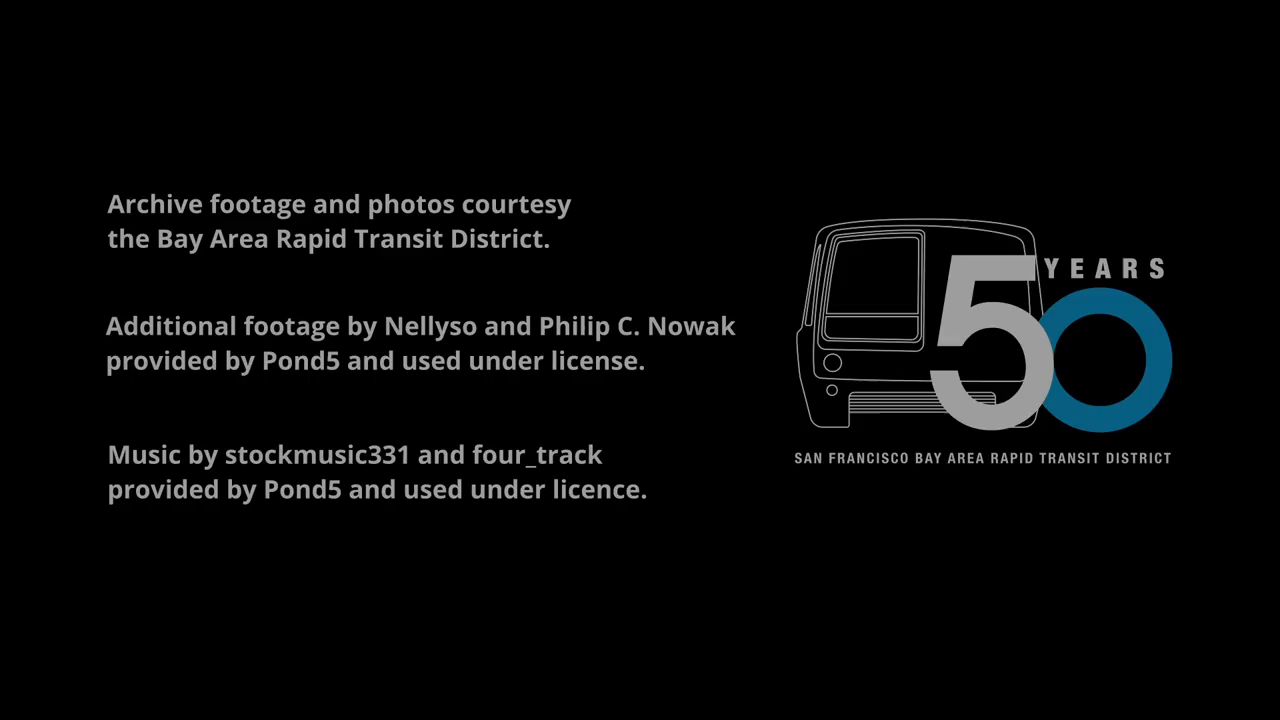 Archive footage and photos courtesy
the Bay Area Rapid Transit District.
Additional footage by Nellyso and Philip C. Nowak
provided by Pond5 and used under license.
Music by stockmusic331 and four_track
provided by Pond5 and used under licence.
50 YEARS
SAN FRANCISCO BAY AREA RAPID TRANSIT DISTRICT